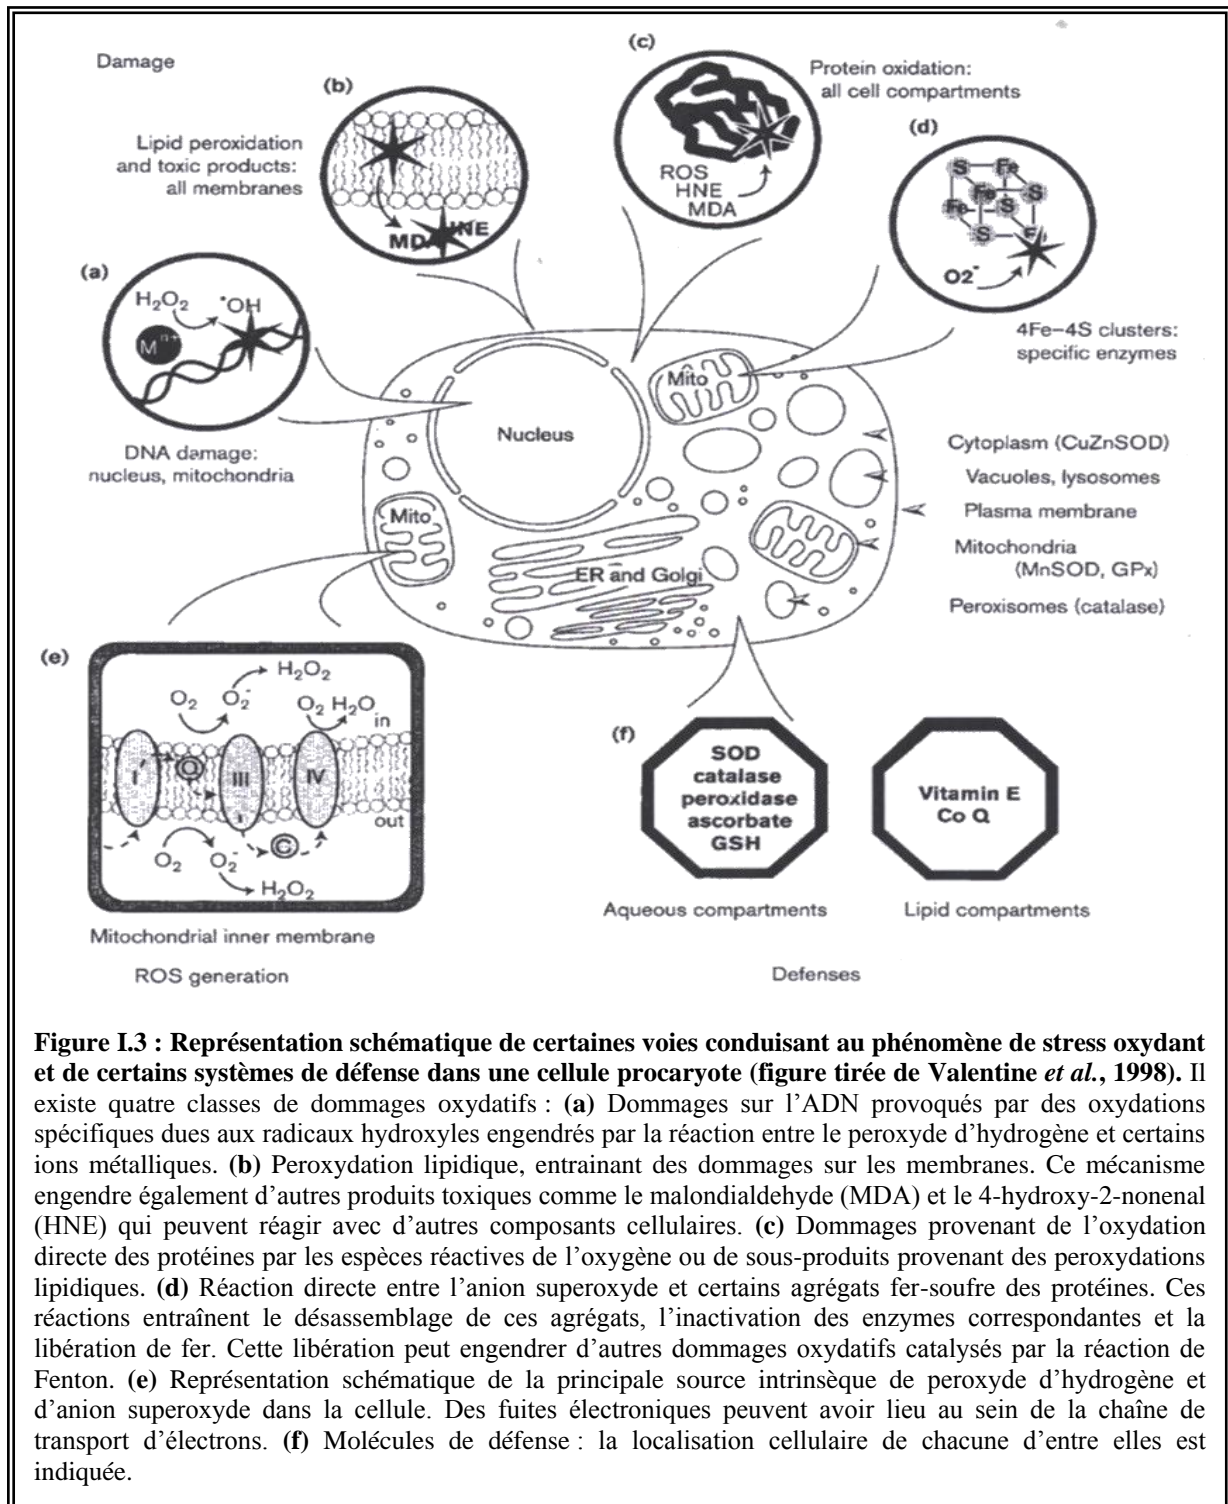 Damage
(b)
Lipid peroxidation
and toxic products:
all membranes
MDA
HNE
(c)
Protein oxidation:
all cell compartments
ROS
HNE
MDA
(d)
S
Fe
Fe
S
Fe
S
S
Fe
O2⁻
4Fe–4S clusters:
specific enzymes
(a)
H₂O₂
•OH
Mⁿ⁺
DNA damage:
nucleus, mitochondria
Nucleus
Mito
Mito
ER and Golgi
Cytoplasm (CuZnSOD)
Vacuoles, lysosomes
Plasma membrane
Mitochondria
(MnSOD, GPx)
Peroxisomes (catalase)
(e)
H₂O₂
O₂
O₂⁻
O₂
H₂O
in
I
Q
III
IV
out
C
O₂
O₂⁻
H₂O₂
Mitochondrial inner membrane
ROS generation
(f)
SOD
catalase
peroxidase
ascorbate
GSH
Vitamin E
Co Q
Aqueous compartments
Lipid compartments
Defenses
Figure I.3 : Représentation schématique de certaines voies conduisant au phénomène de stress oxydant
et de certains systèmes de défense dans une cellule procaryote (figure tirée de Valentine et al., 1998). Il
existe quatre classes de dommages oxydatifs : (a) Dommages sur l’ADN provoqués par des oxydations
spécifiques dues aux radicaux hydroxyles engendrés par la réaction entre le peroxyde d’hydrogène et certains
ions métalliques. (b) Peroxydation lipidique, entrainant des dommages sur les membranes. Ce mécanisme
engendre également d’autres produits toxiques comme le malondialdehyde (MDA) et le 4-hydroxy-2-nonenal
(HNE) qui peuvent réagir avec d’autres composants cellulaires. (c) Dommages provenant de l’oxydation
directe des protéines par les espèces réactives de l’oxygène ou de sous-produits provenant des peroxydations
lipidiques. (d) Réaction directe entre l’anion superoxyde et certains agrégats fer-soufre des protéines. Ces
réactions entraînent le désassemblage de ces agrégats, l’inactivation des enzymes correspondantes et la
libération de fer. Cette libération peut engendrer d’autres dommages oxydatifs catalysés par la réaction de
Fenton. (e) Représentation schématique de la principale source intrinsèque de peroxyde d’hydrogène et
d’anion superoxyde dans la cellule. Des fuites électroniques peuvent avoir lieu au sein de la chaîne de
transport d’électrons. (f) Molécules de défense : la localisation cellulaire de chacune d’entre elles est
indiquée.